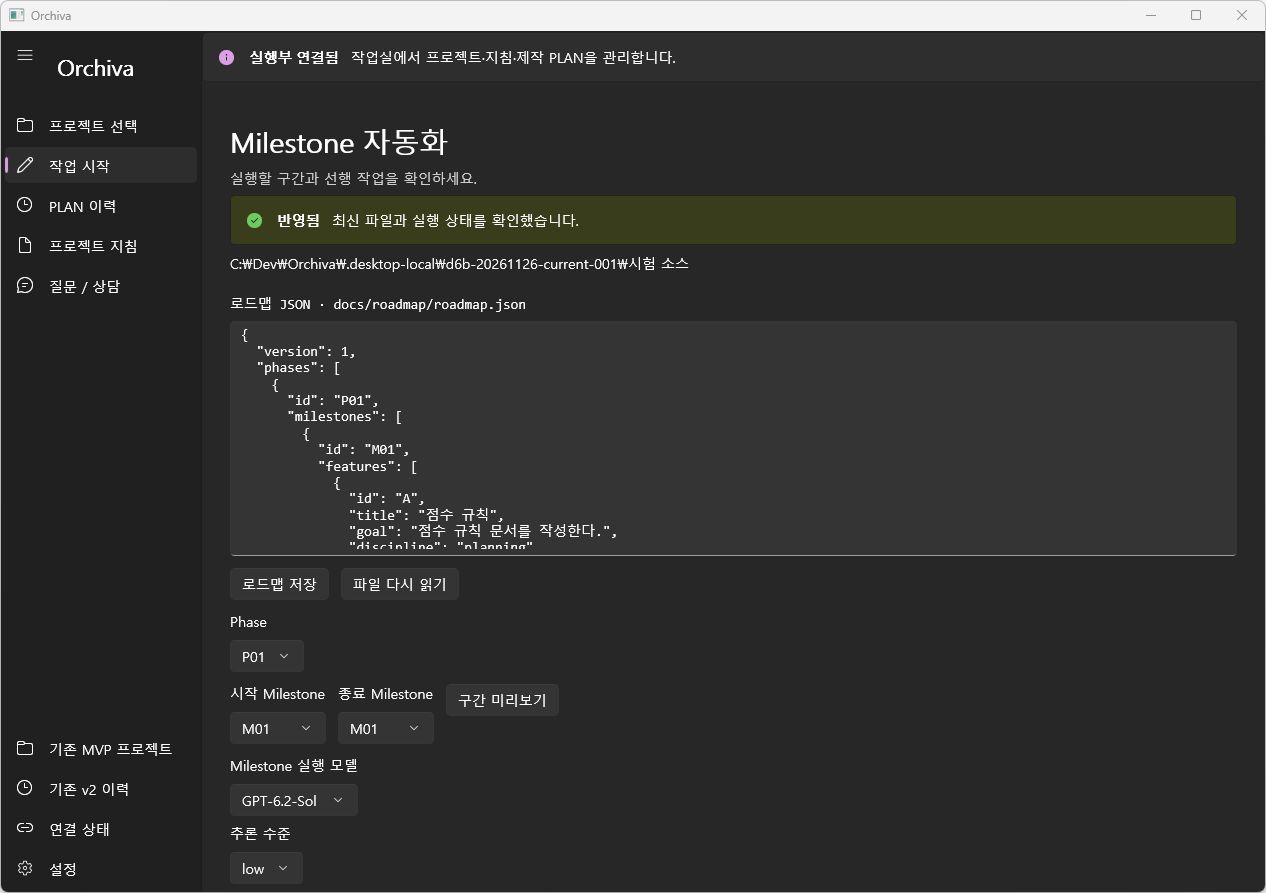 Orchiva
Orchiva
프로젝트 선택
작업 시작
PLAN 이력
프로젝트 지침
질문 / 상담
기존 MVP 프로젝트
기존 v2 이력
연결 상태
설정
실행부 연결됨 작업실에서 프로젝트·지침·제작 PLAN을 관리합니다.
Milestone 자동화
실행할 구간과 선행 작업을 확인하세요.
반영됨 최신 파일과 실행 상태를 확인했습니다.
C:₩Dev₩Orchiva₩.desktop-local₩d6b-20261126-current-001₩시험 소스
로드맵 JSON · docs/roadmap/roadmap.json
{
"version": 1,
"phases": [
{
"id": "P01",
"milestones": [
{
"id": "M01",
"features": [
{
"id": "A",
"title": "점수 규칙",
"goal": "점수 규칙 문서를 작성한다.",
"discipline": "planning"
로드맵 저장 파일 다시 읽기
Phase
P01
시작 Milestone 종료 Milestone 구간 미리보기
M01 M01
Milestone 실행 모델
GPT-6.2-Sol
추론 수준
low